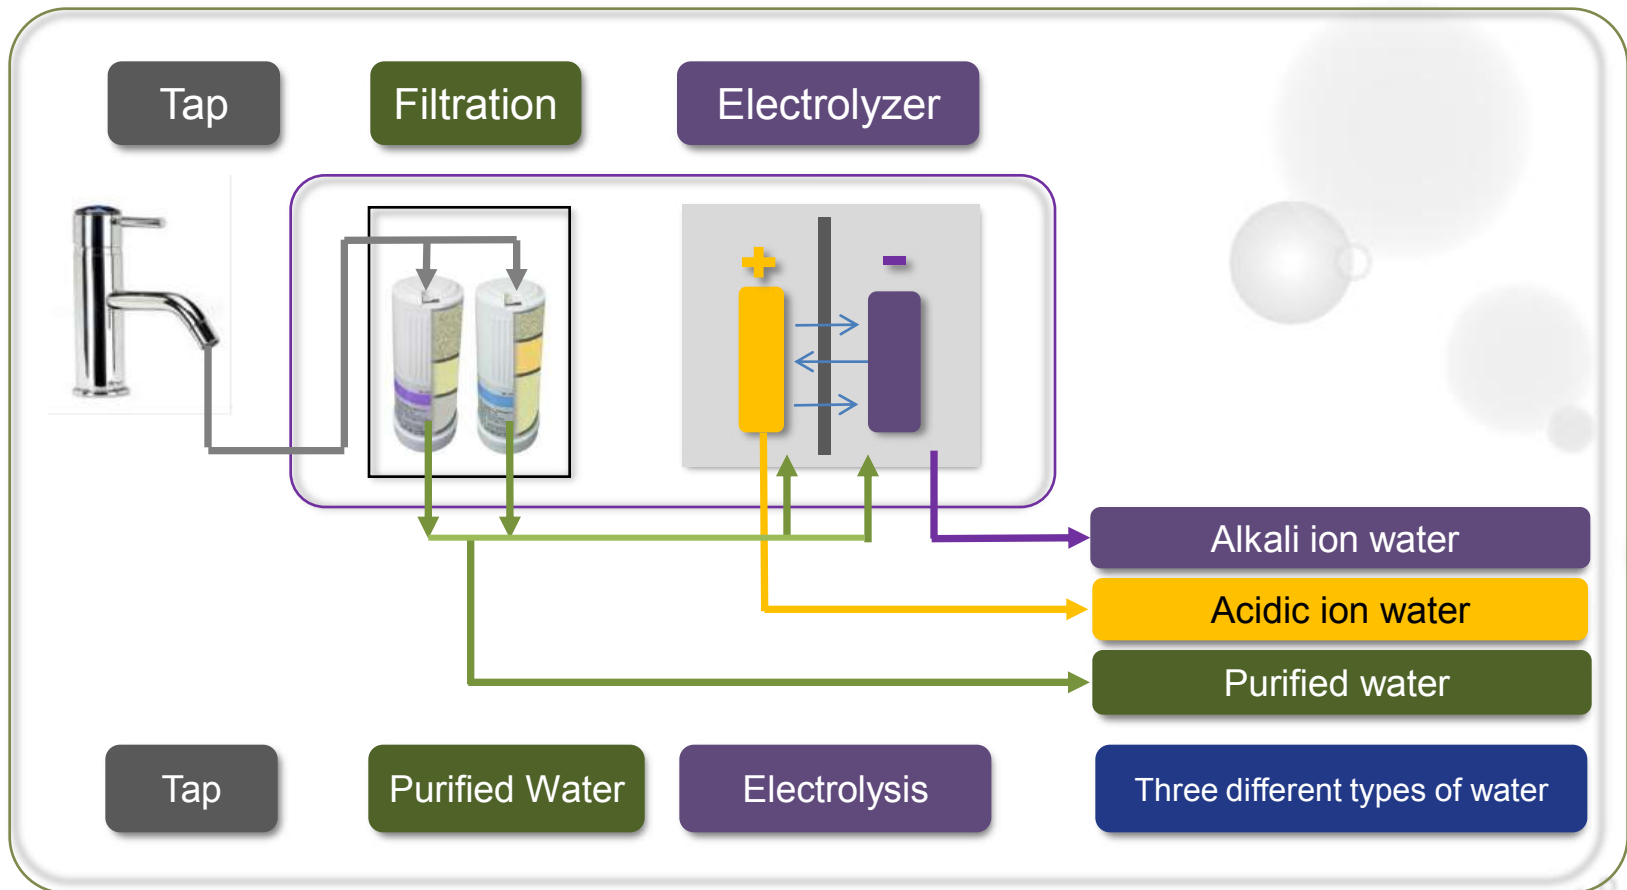 Tap
Filtration
Electrolyzer
+
-
Alkali ion water
Acidic ion water
Purified water
Tap
Purified Water
Electrolysis
Three different types of water